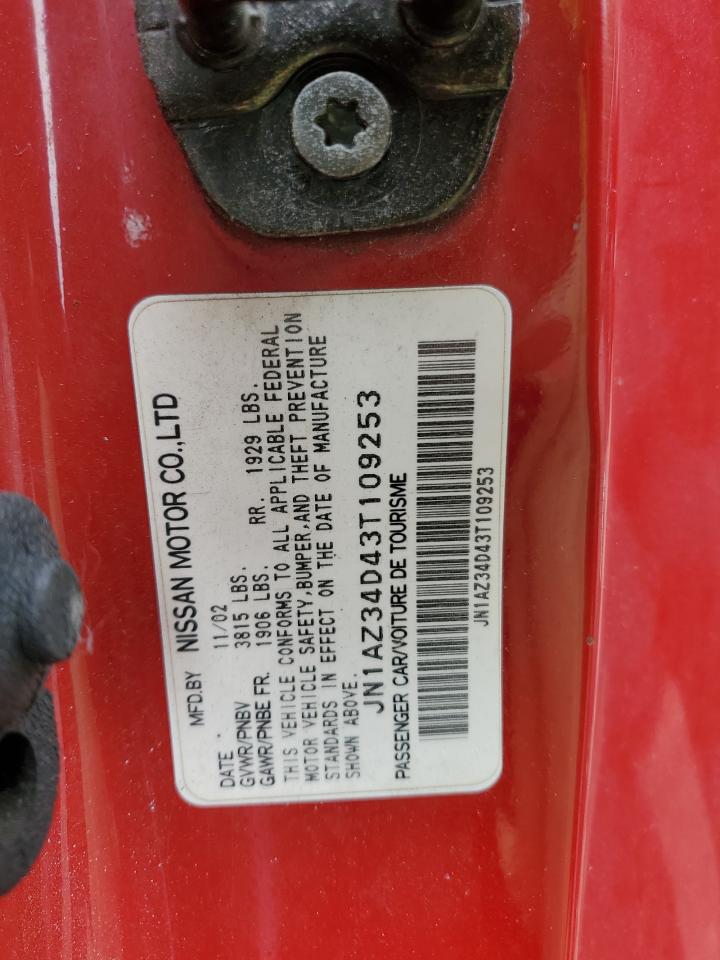 MFD.BY NISSAN MOTOR CO.,LTD
DATE 11/02
GVWR/PNBV 3815 LBS.
GAWR/PNBE FR. 1906 LBS. RR. 1929 LBS.
THIS VEHICLE CONFORMS TO ALL APPLICABLE FEDERAL
MOTOR VEHICLE SAFETY,BUMPER,AND THEFT PREVENTION
STANDARDS IN EFFECT ON THE DATE OF MANUFACTURE
SHOWN ABOVE.
JN1AZ34D43T109253
PASSENGER CAR/VOITURE DE TOURISME
JN1AZ34D43T109253